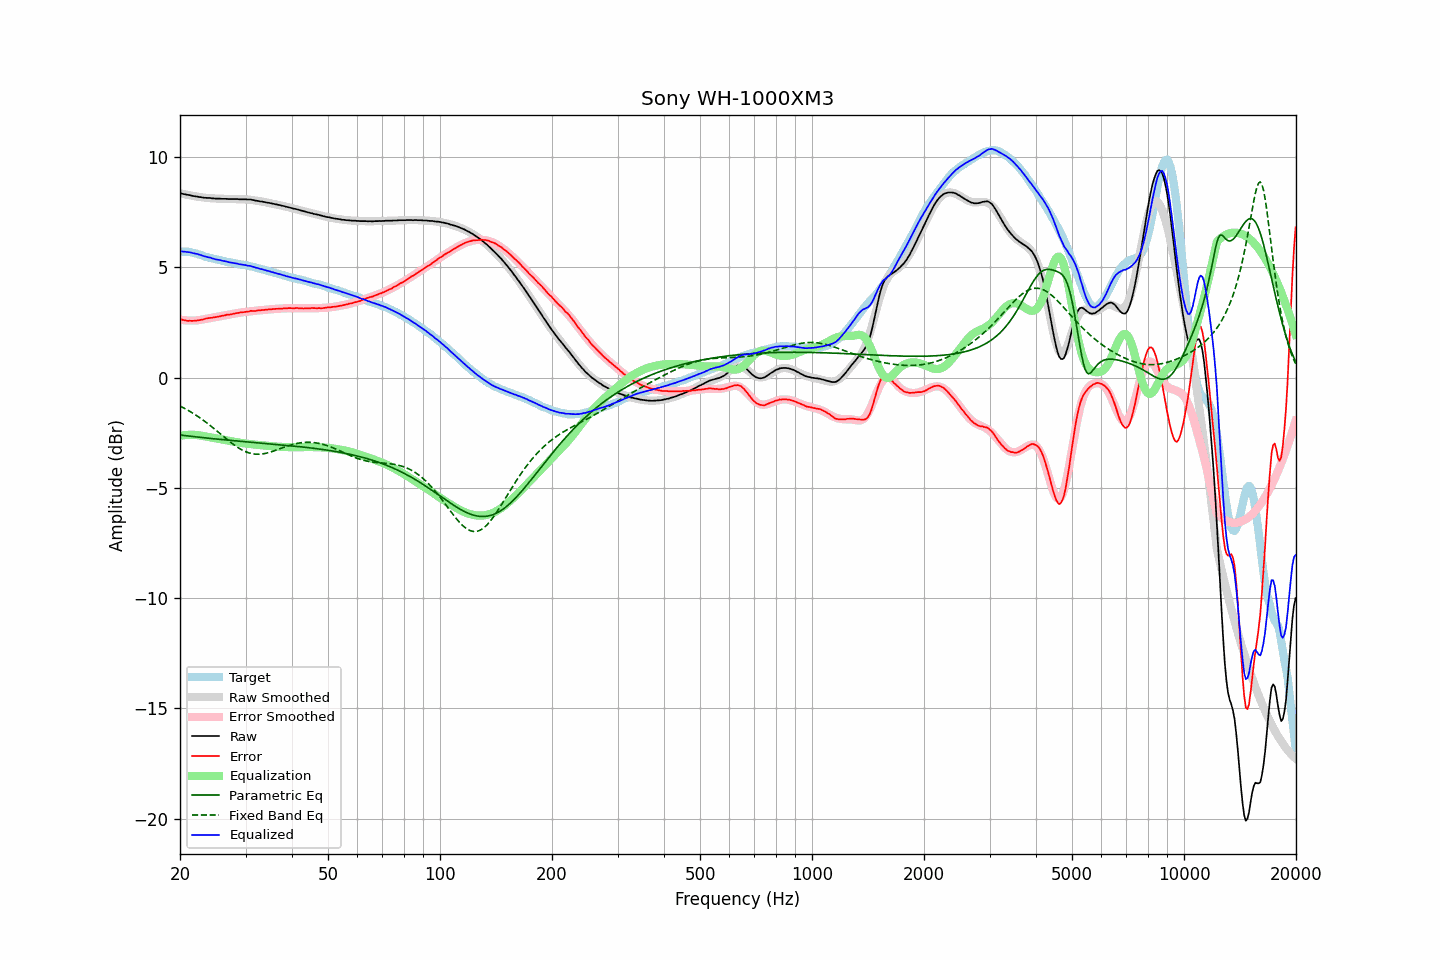 Sony WH-1000XM3
Amplitude (dBr)
10
5
0
−5
−10
−15
−20
Target
Raw Smoothed
Error Smoothed
Raw
Error
Equalization
Parametric Eq
Fixed Band Eq
Equalized
20 50 100 200 500 1000 2000 5000 10000 20000
Frequency (Hz)